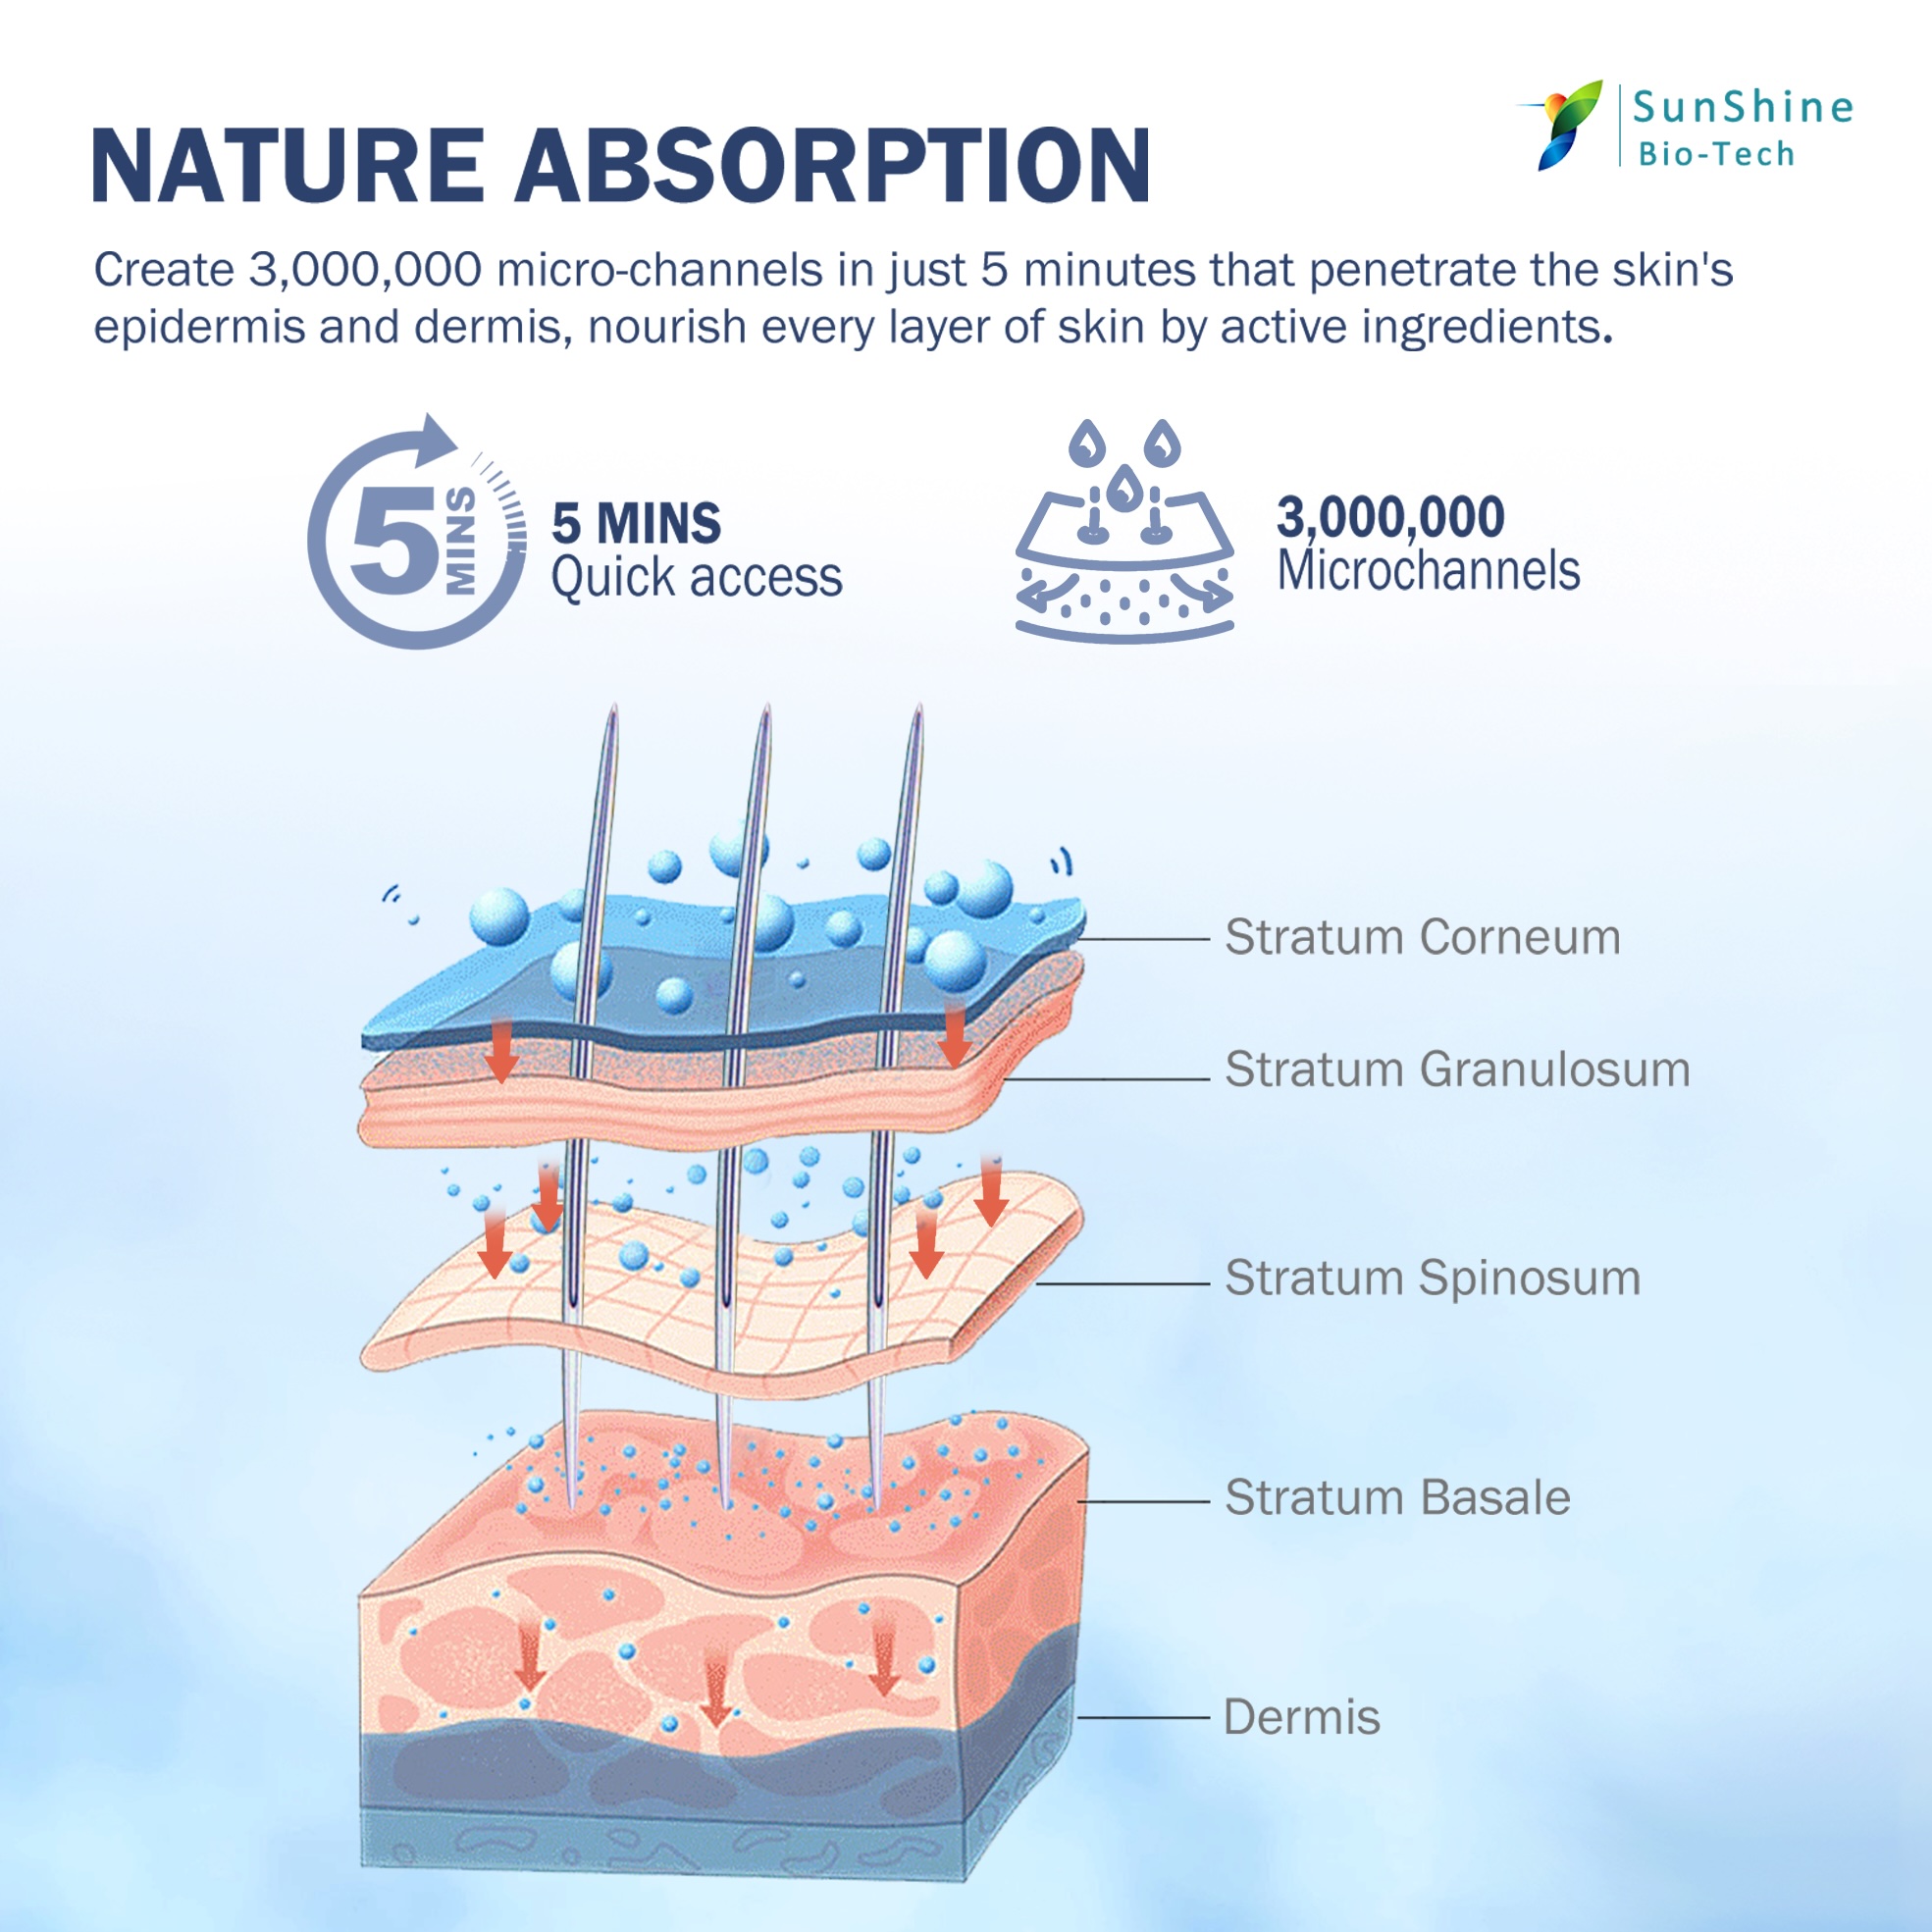 SunShine
Bio-Tech
NATURE ABSORPTION
Create 3,000,000 micro-channels in just 5 minutes that penetrate the skin's
epidermis and dermis, nourish every layer of skin by active ingredients.
5 MINS
5 MINS
Quick access
3,000,000
Microchannels
Stratum Corneum
Stratum Granulosum
Stratum Spinosum
Stratum Basale
Dermis